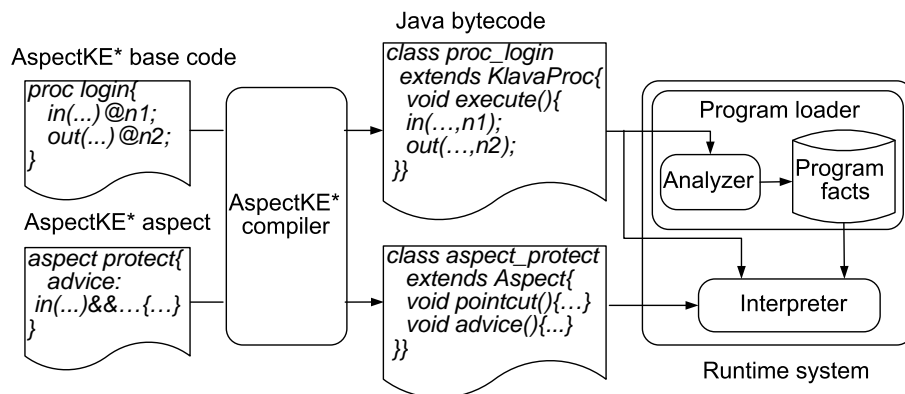 Java bytecode
AspectKE* base code
proc login{
in(...)@n1;
out(...)@n2;
}
AspectKE* aspect
aspect protect{
advice:
in(...)&&…{…}
}
AspectKE*
compiler
class proc_login
extends KlavaProc{
void execute(){
in(…,n1);
out(…,n2);
}}
class aspect_protect
extends Aspect{
void pointcut(){…}
void advice(){...}
}}
Program loader
Analyzer
Program
facts
Interpreter
Runtime system